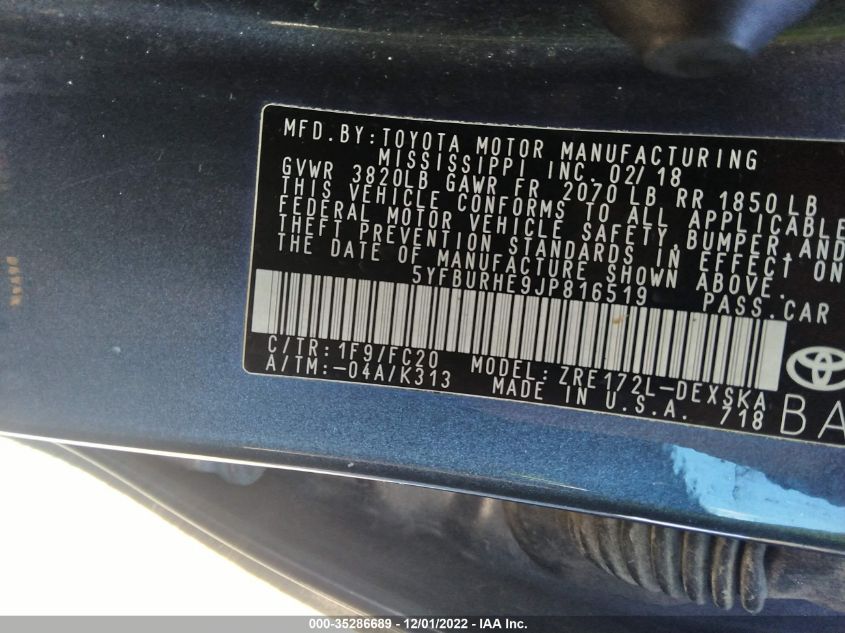 MFD.BY:TOYOTA MOTOR MANUFACTURING
MISSISSIPPI INC. 02/18
GVWR 3820LB GAWR FR 2070 LB RR 1850 LB
THIS VEHICLE CONFORMS TO ALL APPLICABLE
FEDERAL MOTOR VEHICLE SAFETY,BUMPER,AND
THEFT PREVENTION STANDARDS IN EFFECT ON
THE DATE OF MANUFACTURE SHOWN ABOVE.
5YFBURHE9JP816519 PASS.CAR
C/TR:1F9/FC20 MODEL:ZRE172L-DEXSKA
A/TM:-04A/K313 MADE IN U.S.A. 718
BA
000-35286689 - 12/01/2022 - IAA Inc.